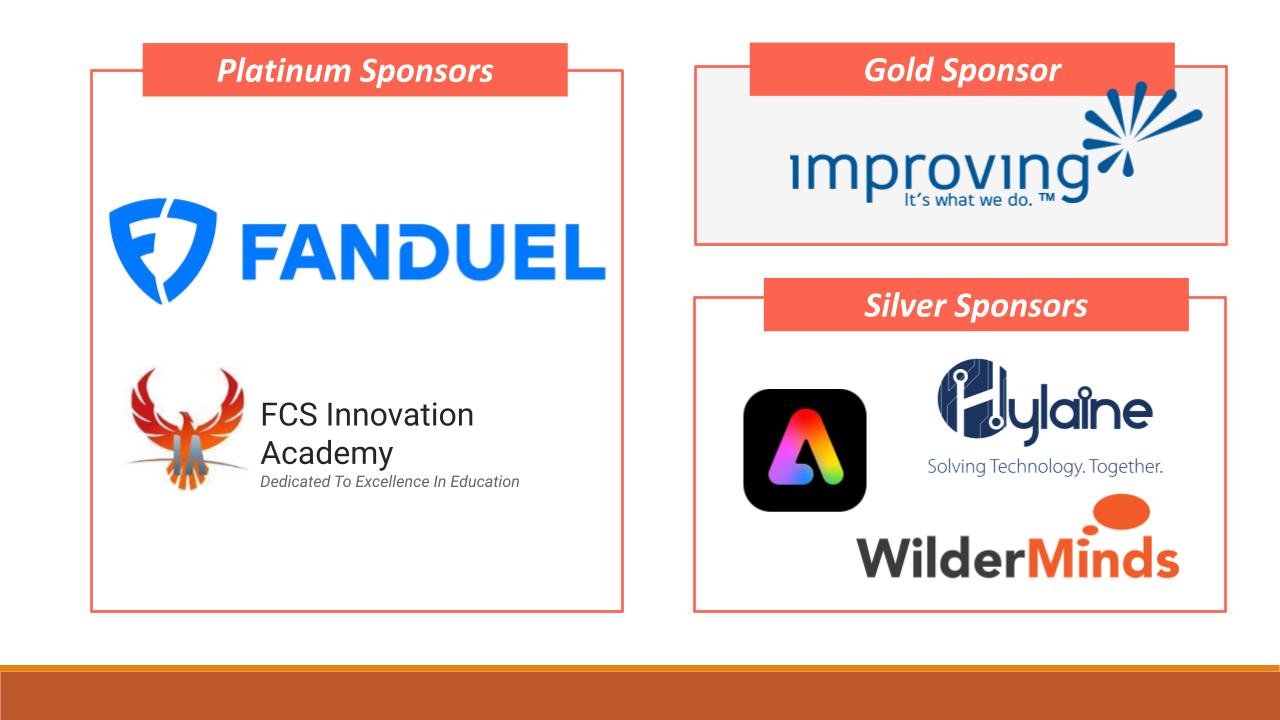 Platinum Sponsors
FANDUEL
FCS Innovation
Academy
Dedicated To Excellence In Education
Gold Sponsor
improving
It's what we do. ™
Silver Sponsors
Hylaine
Solving Technology. Together.
WilderMinds